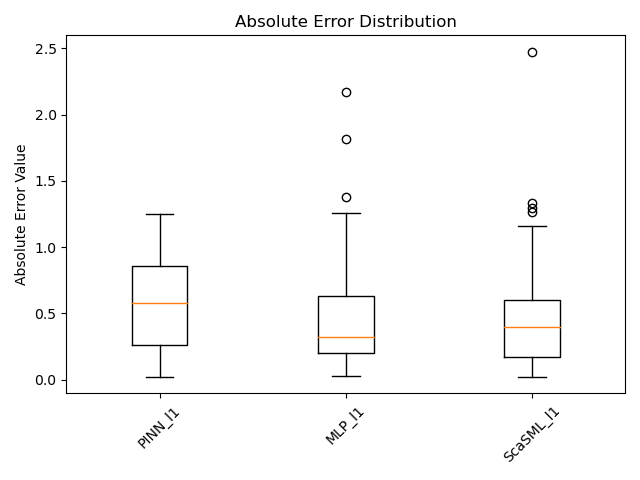 Absolute Error Distribution
Absolute Error Value
2.5
2.0
1.5
1.0
0.5
0.0
PINN_l1
MLP_l1
ScaSML_l1